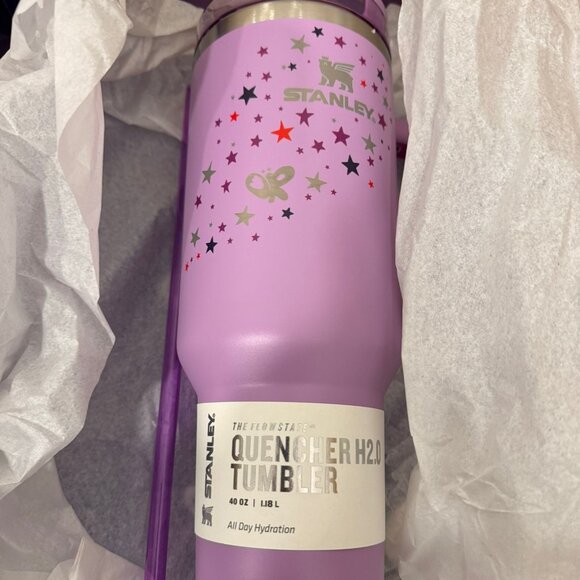 STANLEY
STANLEY
THE FLOWSTATE™
QUENCHER H2.0
TUMBLER
40 OZ | 1.18 L
All Day Hydration